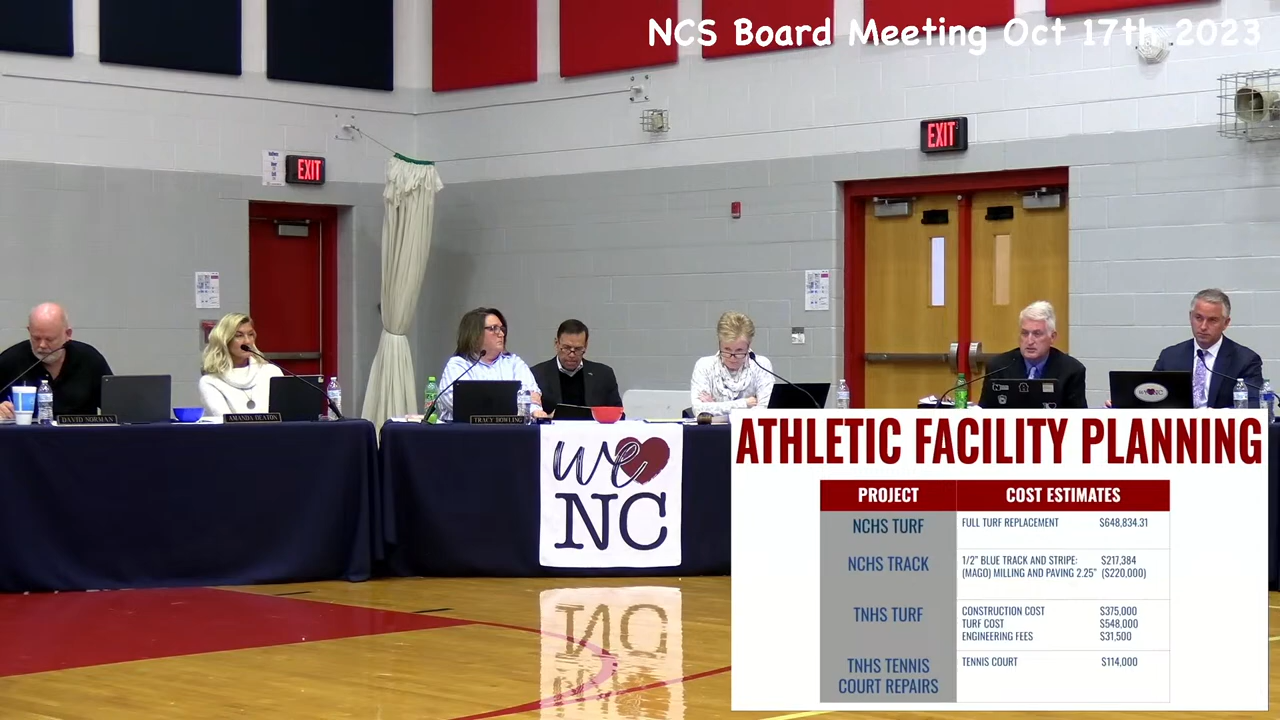 NCS Board Meeting Oct 17th 2023
EXIT
EXIT
DAVID NORMAN
AMANDA DEATON
TRACY DOWLING
we
NC
ATHLETIC FACILITY PLANNING
PROJECT COST ESTIMATES
NCHS TURF FULL TURF REPLACEMENT $648,834.31
NCHS TRACK 1/2" BLUE TRACK AND STRIPE: $217,384
(MAGO) MILLING AND PAVING 2.25" ($220,000)
TNHS TURF CONSTRUCTION COST $375,000
TURF COST $548,000
ENGINEERING FEES $31,500
TNHS TENNIS COURT REPAIRS TENNIS COURT $114,000